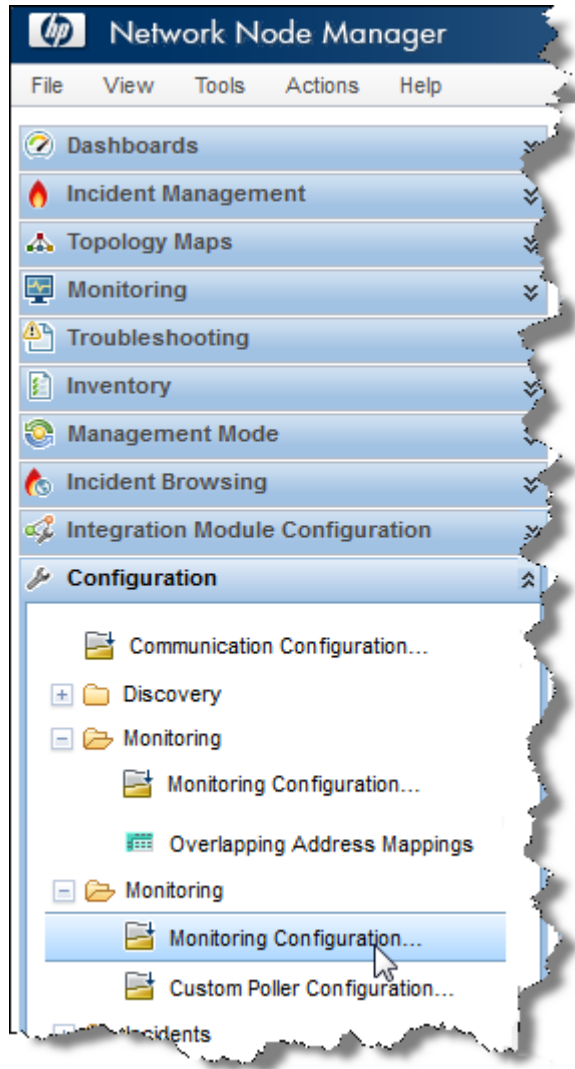 hp Network Node Manager
File View Tools Actions Help
Dashboards
Incident Management
Topology Maps
Monitoring
Troubleshooting
Inventory
Management Mode
Incident Browsing
Integration Module Configuration
Configuration
Communication Configuration...
Discovery
Monitoring
Monitoring Configuration...
Overlapping Address Mappings
Monitoring
Monitoring Configuration...
Custom Poller Configuration...
Incidents